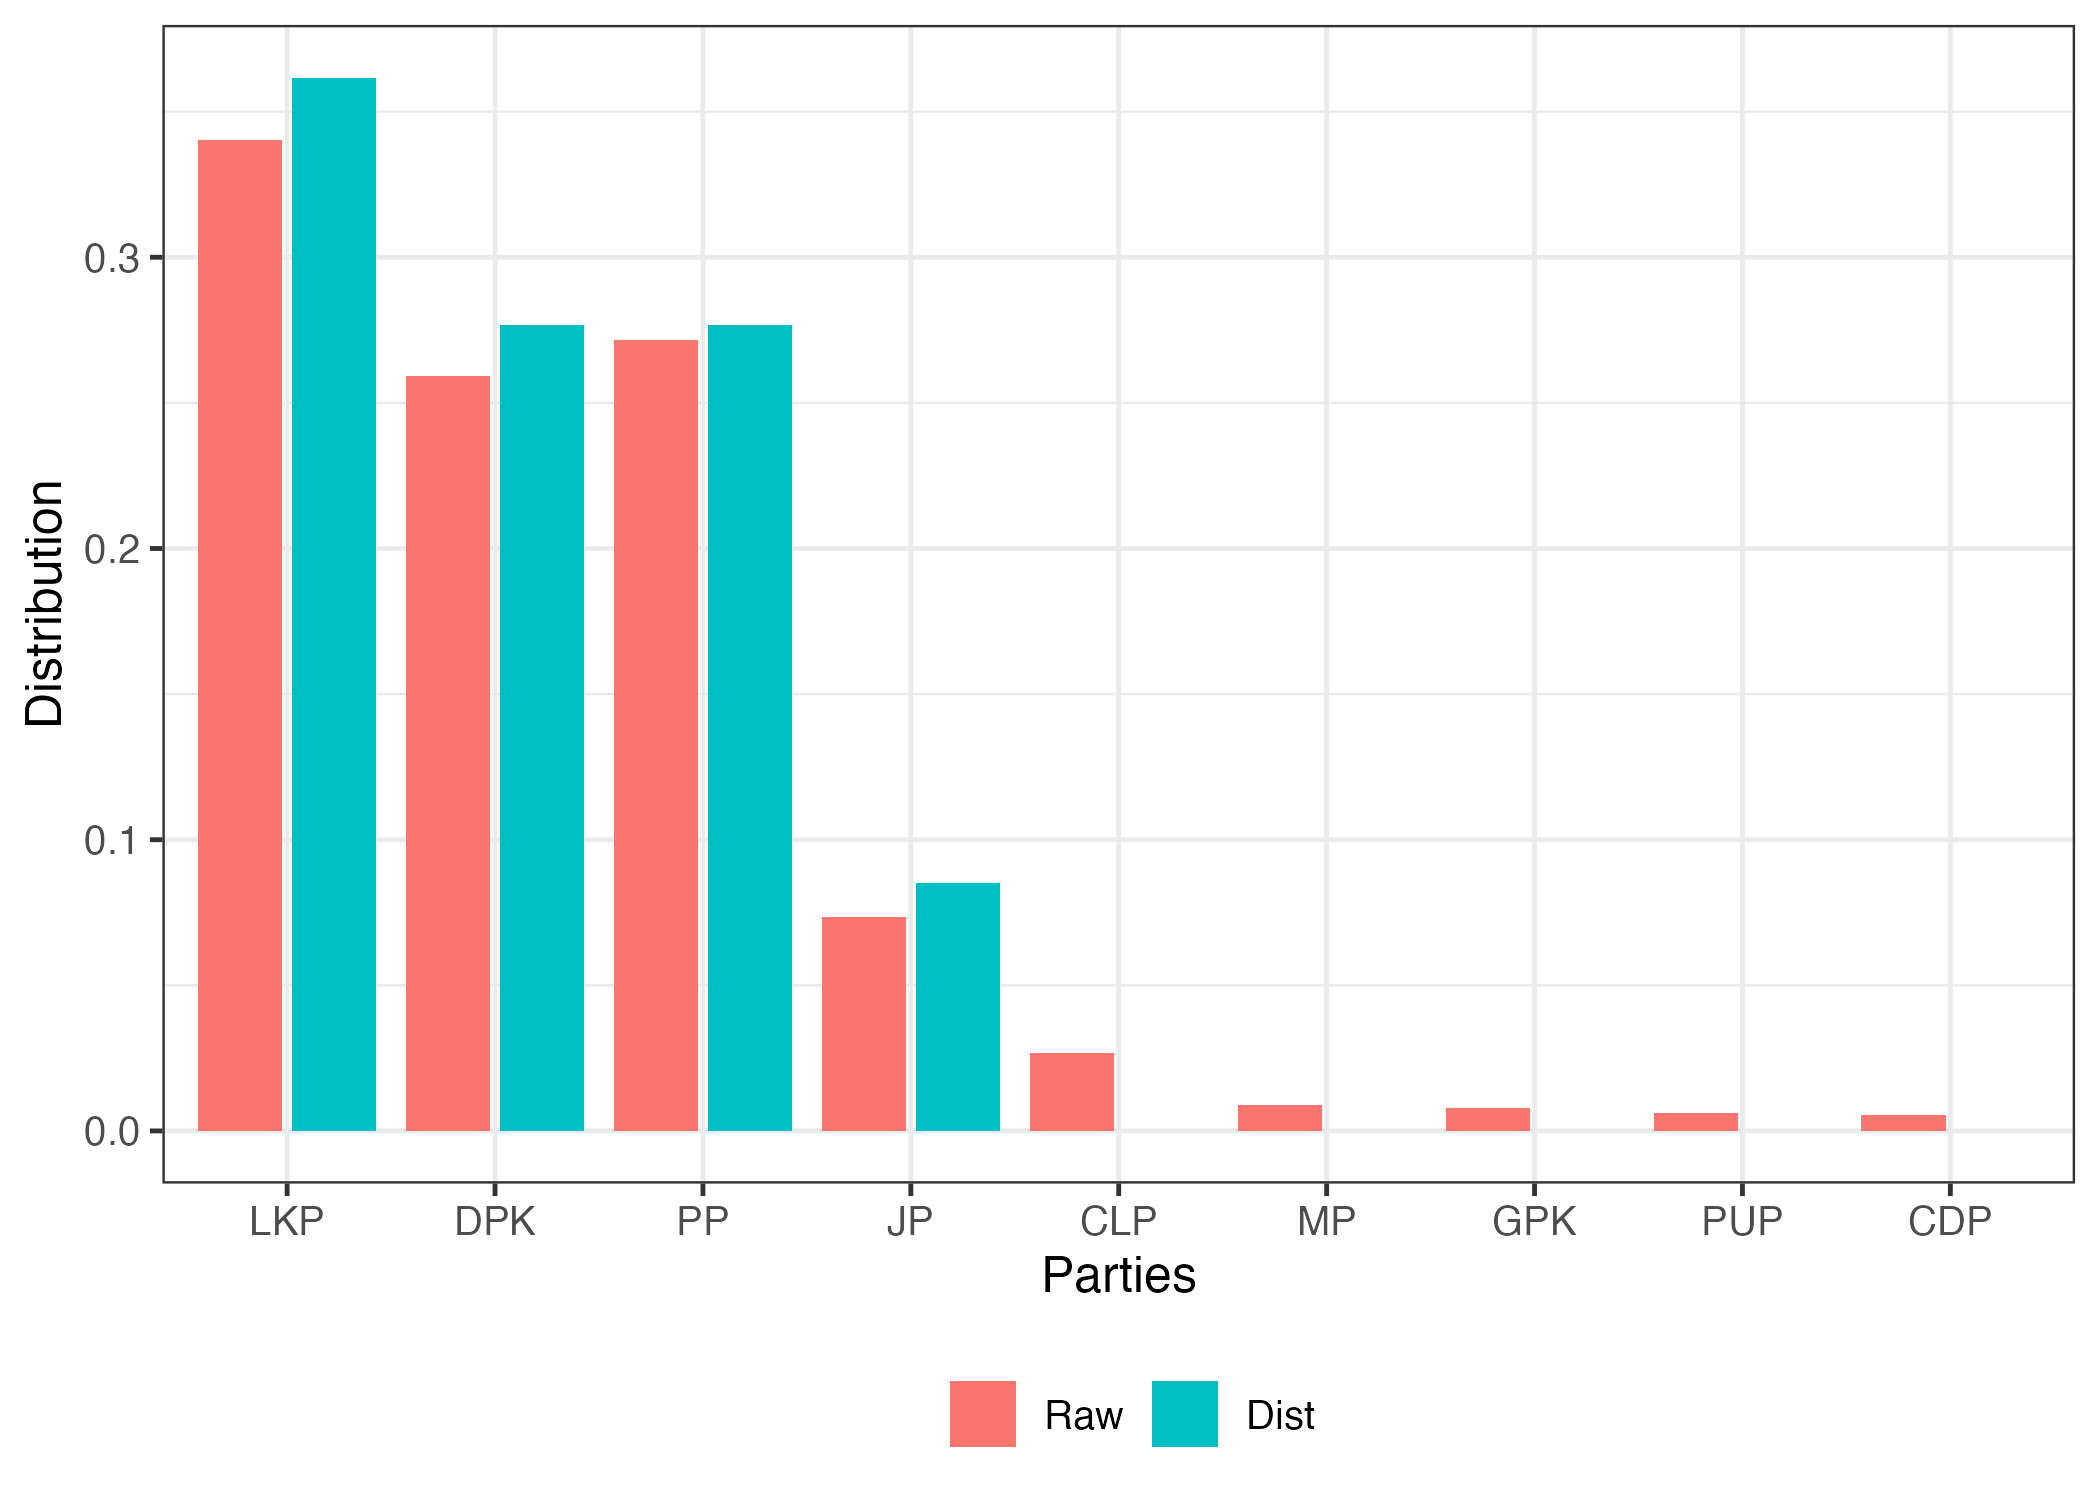 Distribution
0.3
0.2
0.1
0.0
LKP DPK PP JP CLP MP GPK PUP CDP
Parties
Raw Dist